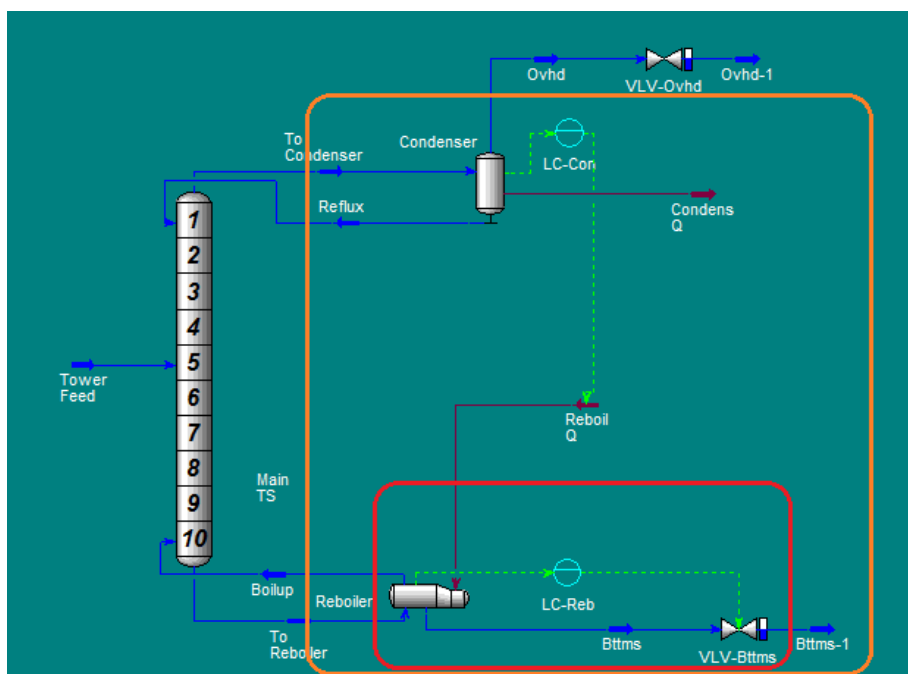 Ovhd
VLV-Ovhd
Ovhd-1
To
Condenser
Condenser
LC-Con
Reflux
Condens
Q
1
2
3
4
5
6
7
8
9
10
Tower
Feed
Reboil
Q
Main
TS
Boilup
Reboiler
LC-Reb
To
Reboiler
Bttms
VLV-Bttms
Bttms-1